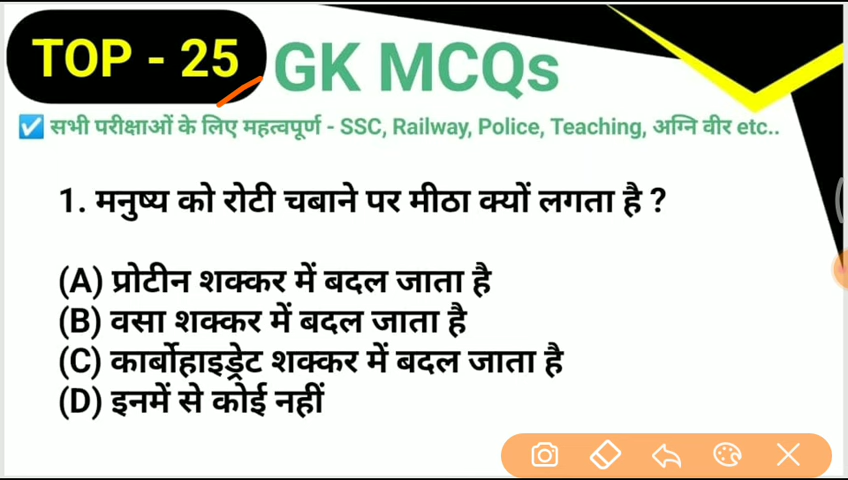 TOP - 25 GK MCQs
सभी परीक्षाओं के लिए महत्वपूर्ण - SSC, Railway, Police, Teaching, अग्नि वीर etc..
1. मनुष्य को रोटी चबाने पर मीठा क्यों लगता है ?
(A) प्रोटीन शक्कर में बदल जाता है
(B) वसा शक्कर में बदल जाता है
(C) कार्बोहाइड्रेट शक्कर में बदल जाता है
(D) इनमें से कोई नहीं